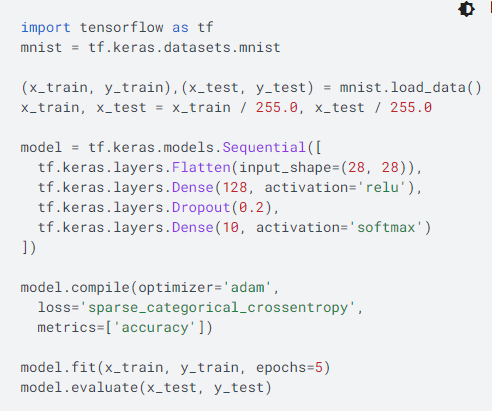 import tensorflow as tf
mnist = tf.keras.datasets.mnist

(x_train, y_train),(x_test, y_test) = mnist.load_data()
x_train, x_test = x_train / 255.0, x_test / 255.0

model = tf.keras.models.Sequential([
  tf.keras.layers.Flatten(input_shape=(28, 28)),
  tf.keras.layers.Dense(128, activation='relu'),
  tf.keras.layers.Dropout(0.2),
  tf.keras.layers.Dense(10, activation='softmax')
])

model.compile(optimizer='adam',
  loss='sparse_categorical_crossentropy',
  metrics=['accuracy'])

model.fit(x_train, y_train, epochs=5)
model.evaluate(x_test, y_test)